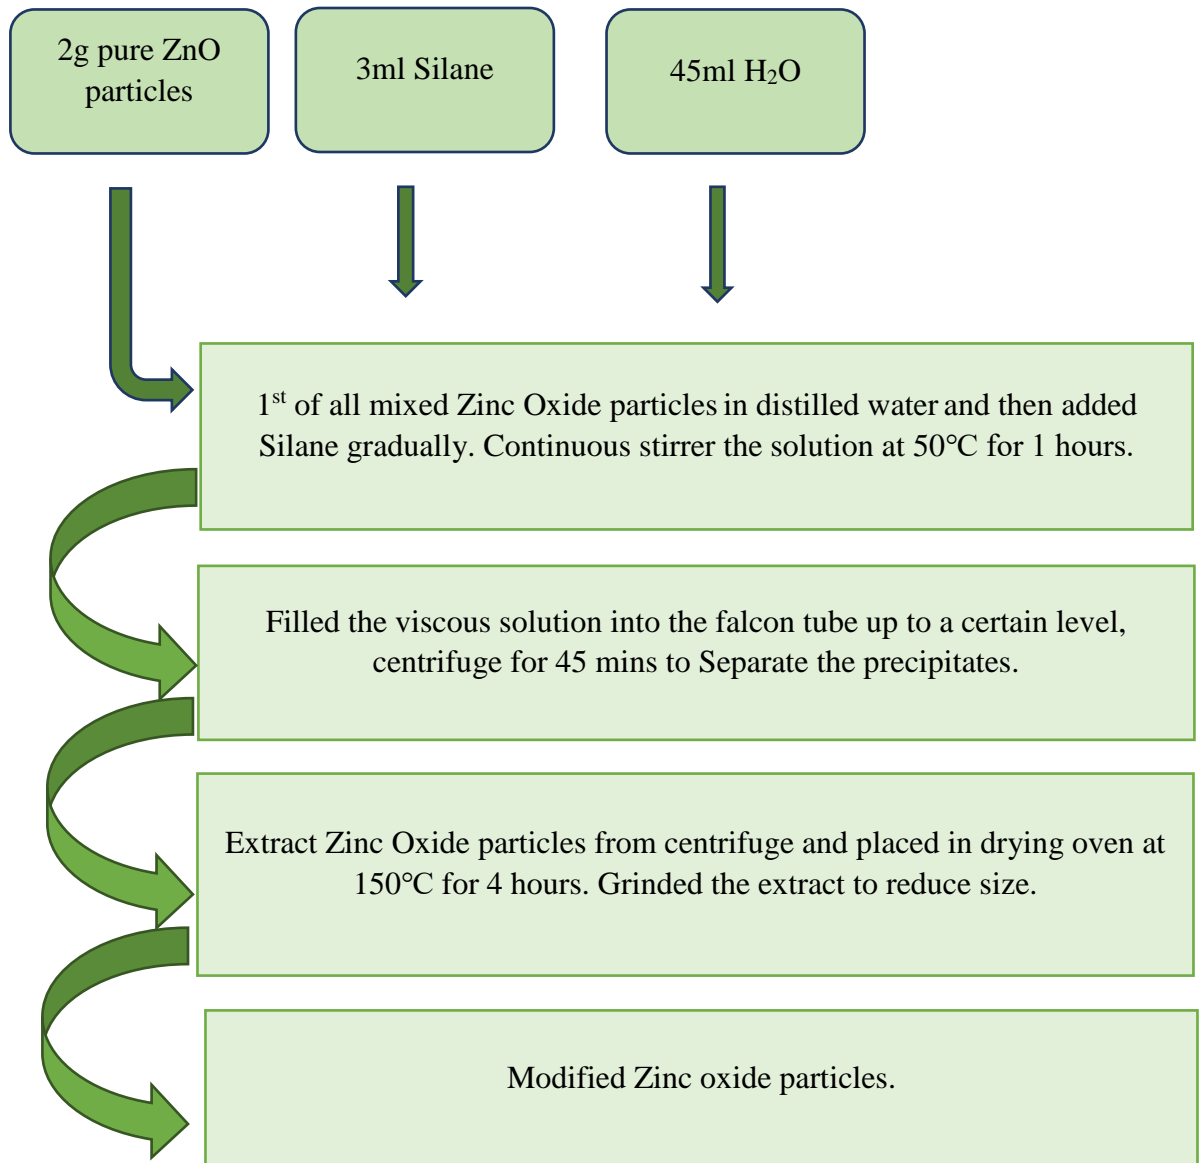 2g pure ZnO
particles
3ml Silane
45ml H₂O
1st of all mixed Zinc Oxide particles in distilled water and then added
Silane gradually. Continuous stirrer the solution at 50℃ for 1 hours.
Filled the viscous solution into the falcon tube up to a certain level,
centrifuge for 45 mins to Separate the precipitates.
Extract Zinc Oxide particles from centrifuge and placed in drying oven at
150℃ for 4 hours. Grinded the extract to reduce size.
Modified Zinc oxide particles.